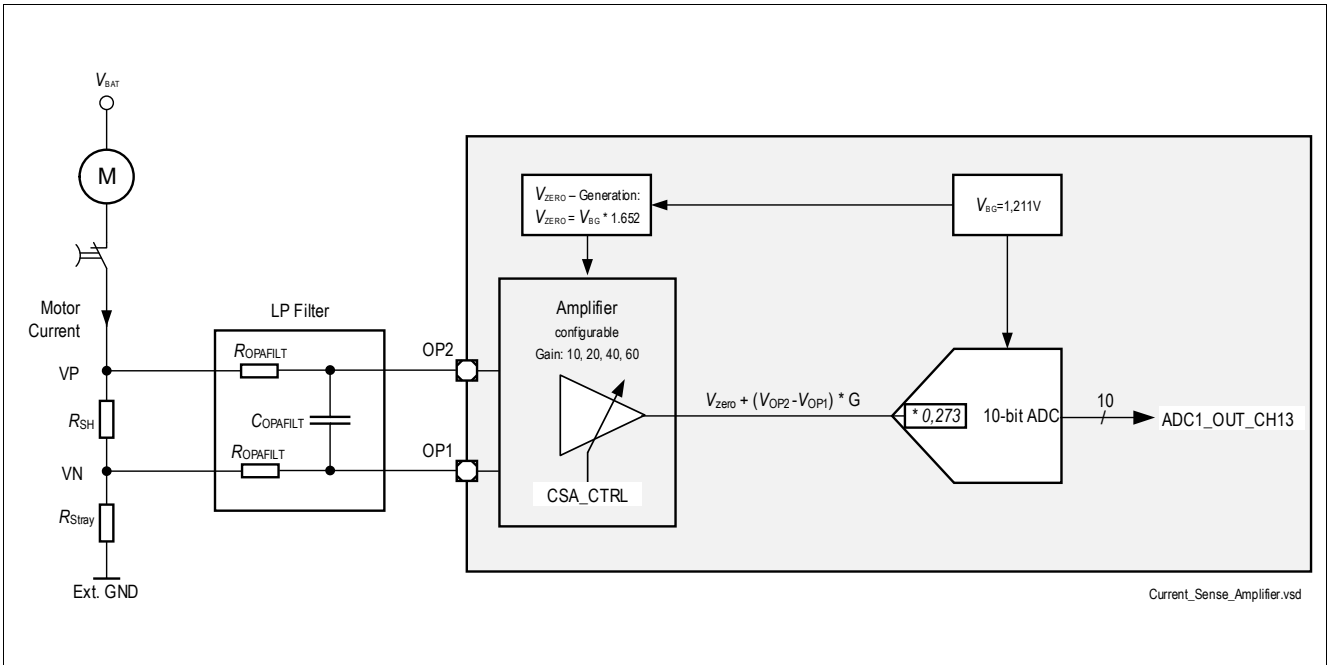 VBAT
M
Motor
Current
VP
RSH
VN
RStray
Ext. GND
LP Filter
ROPAFILT
COPAFILT
ROPAFILT
OP2
OP1
VZERO – Generation:
VZERO = VBG * 1.652
VBG=1,211V
Amplifier
configurable
Gain: 10, 20, 40, 60
CSA_CTRL
Vzero + (VOP2-VOP1) * G
* 0,273
10-bit ADC
10
ADC1_OUT_CH13
Current_Sense_Amplifier.vsd